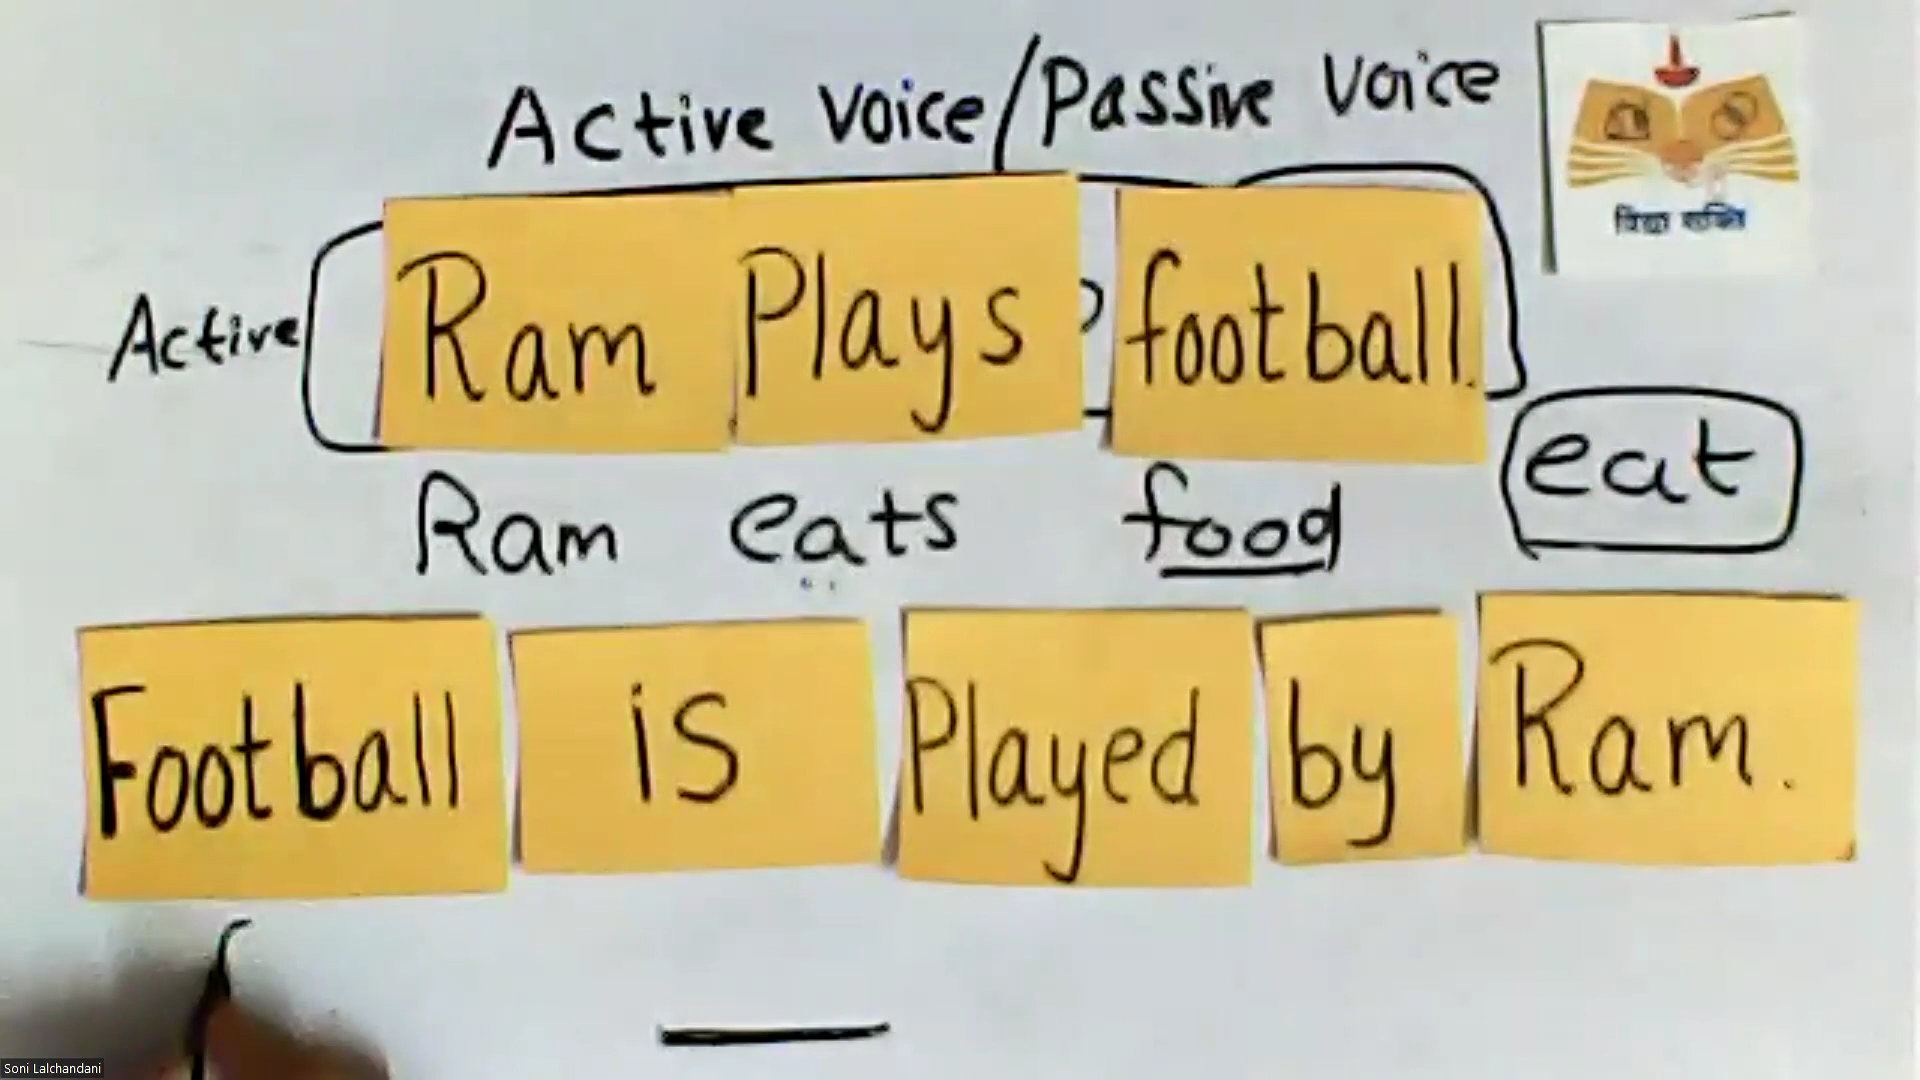 Active Voice/Passive Voice
Active Ram Plays football.
eat
Ram eats food
Football is Played by Ram.
विद्या शक्ति
Soni Lalchandani